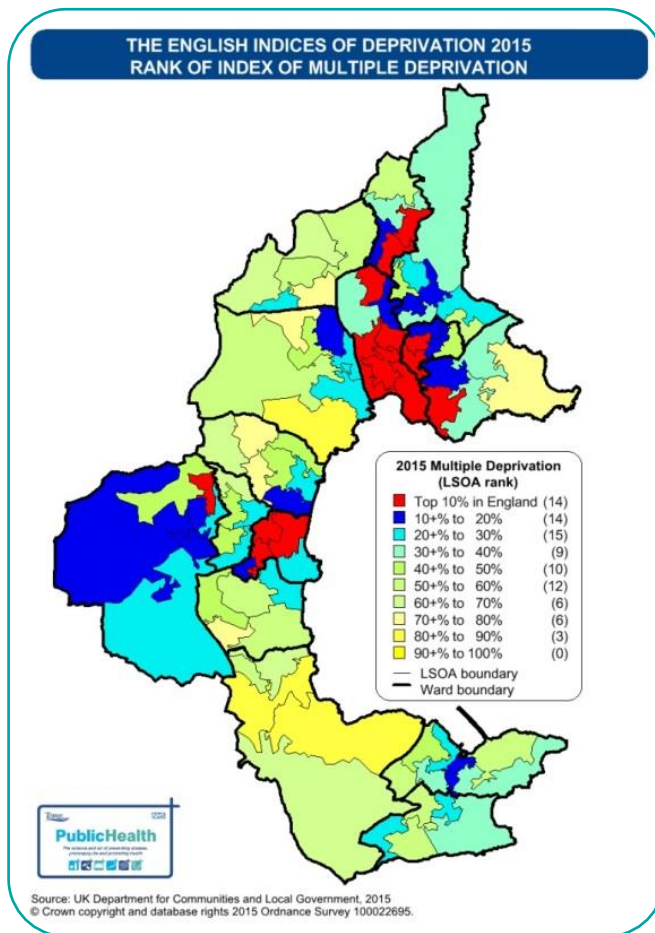 THE ENGLISH INDICES OF DEPRIVATION 2015
RANK OF INDEX OF MULTIPLE DEPRIVATION
2015 Multiple Deprivation
(LSOA rank)
Top 10% in England (14)
10+% to 20% (14)
20+% to 30% (15)
30+% to 40% (9)
40+% to 50% (10)
50+% to 60% (12)
60+% to 70% (6)
70+% to 80% (6)
80+% to 90% (3)
90+% to 100% (0)
LSOA boundary
Ward boundary
NHS
PublicHealth
Source: UK Department for Communities and Local Government, 2015
© Crown copyright and database rights 2015 Ordnance Survey 100022695.